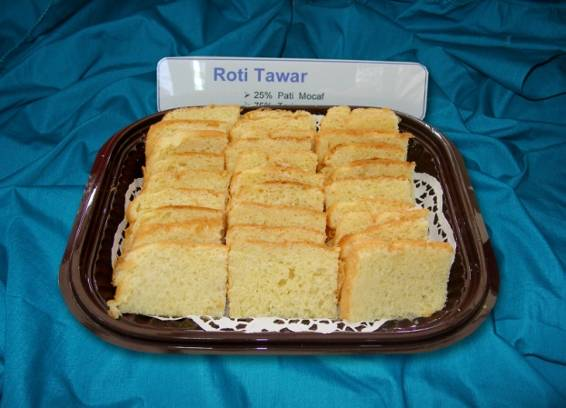 Roti Tawar
➢ 25% Pati Mocaf